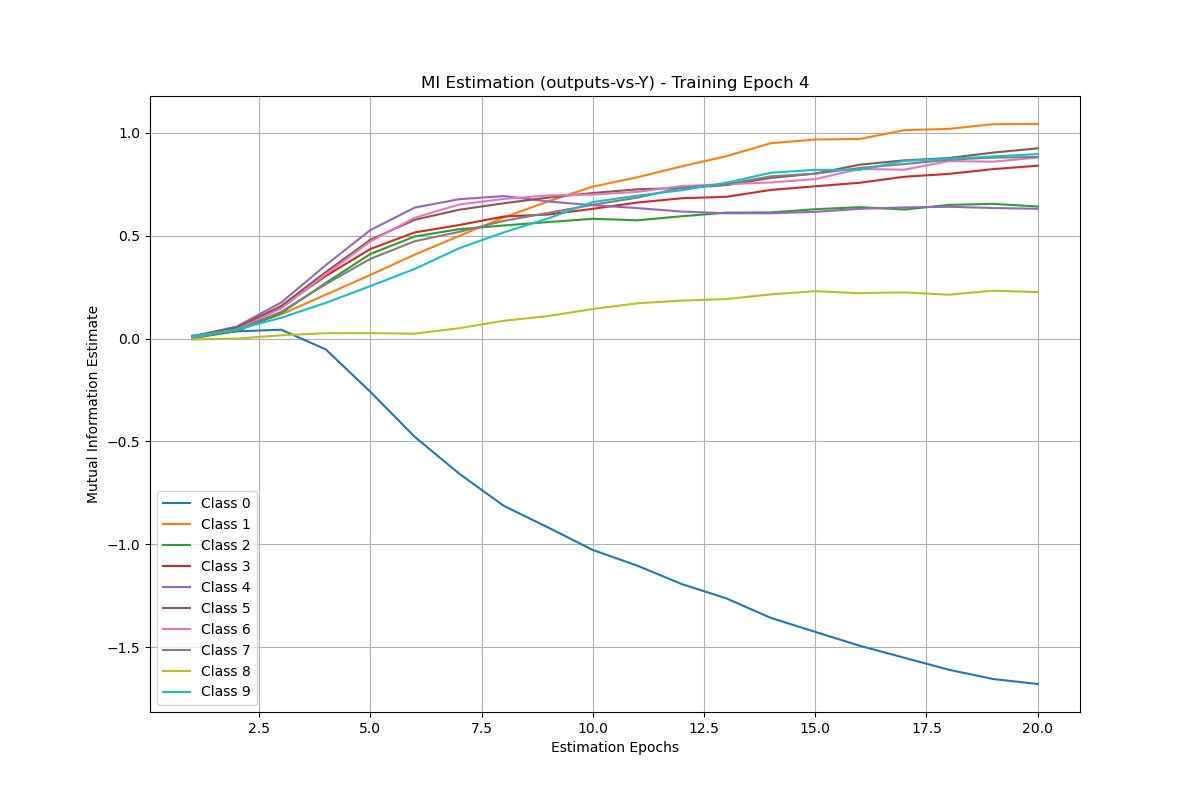 MI Estimation (outputs-vs-Y) - Training Epoch 4
Mutual Information Estimate
1.0
0.5
0.0
−0.5
−1.0
−1.5
Class 0
Class 1
Class 2
Class 3
Class 4
Class 5
Class 6
Class 7
Class 8
Class 9
2.5 5.0 7.5 10.0 12.5 15.0 17.5 20.0
Estimation Epochs